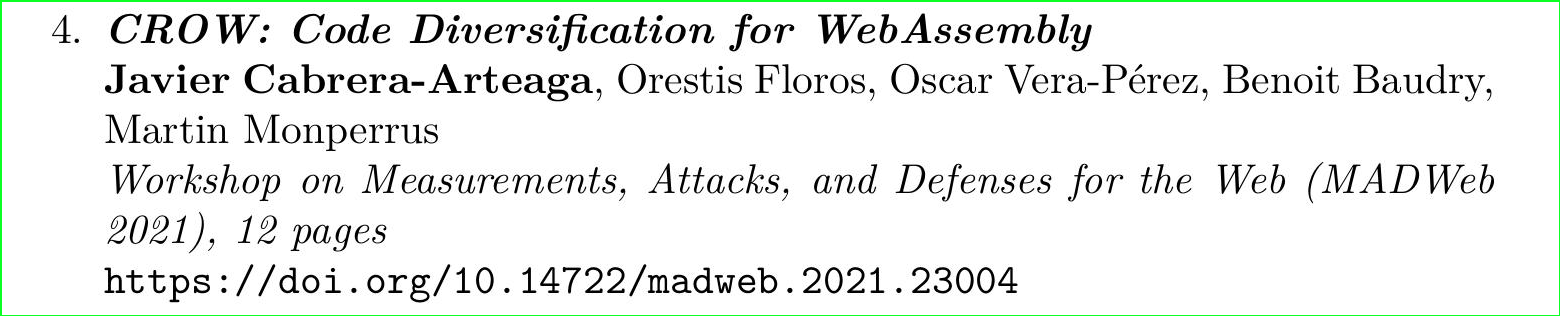 4. CROW: Code Diversification for WebAssembly
Javier Cabrera-Arteaga, Orestis Floros, Oscar Vera-Pérez, Benoit Baudry,
Martin Monperrus
Workshop on Measurements, Attacks, and Defenses for the Web (MADWeb
2021), 12 pages
https://doi.org/10.14722/madweb.2021.23004